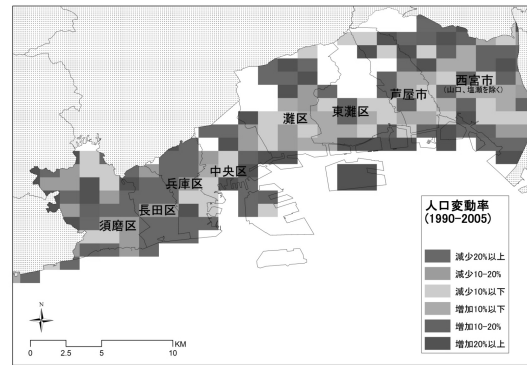 西宮市
(山口、塩瀬を除く)
芦屋市
東灘区
灘区
中央区
兵庫区
長田区
須磨区
人口変動率
(1990-2005)
減少20%以上
減少10-20%
減少10%以下
増加10%以下
増加10-20%
増加20%以上
N
KM
0 2.5 5 10